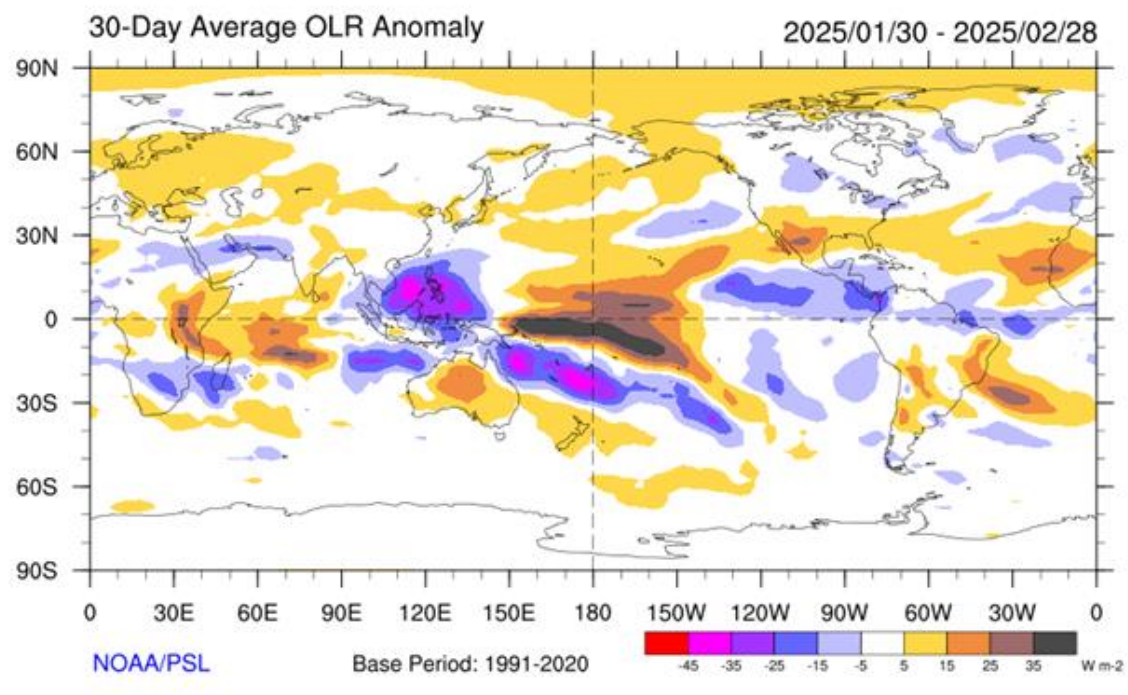 30-Day Average OLR Anomaly 2025/01/30 - 2025/02/28
90N
60N
30N
0
30S
60S
90S
0 30E 60E 90E 120E 150E 180 150W 120W 90W 60W 30W 0
NOAA/PSL Base Period: 1991-2020
-45 -35 -25 -15 -5 5 15 25 35 W m-2